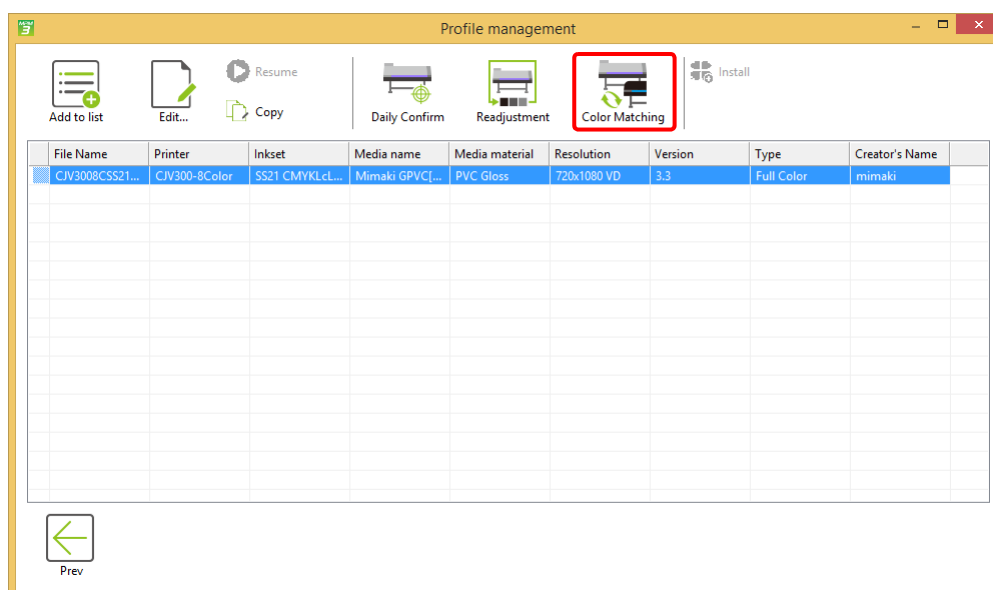 Profile management
Resume
Install
Copy
Add to list Edit... Daily Confirm Readjustment Color Matching
File Name Printer Inkset Media name Media material Resolution Version Type Creator's Name
CJV3008CSS21... CJV300-8Color SS21 CMYKLcL... Mimaki GPVC[... PVC Gloss 720x1080 VD 3.3 Full Color mimaki
Prev